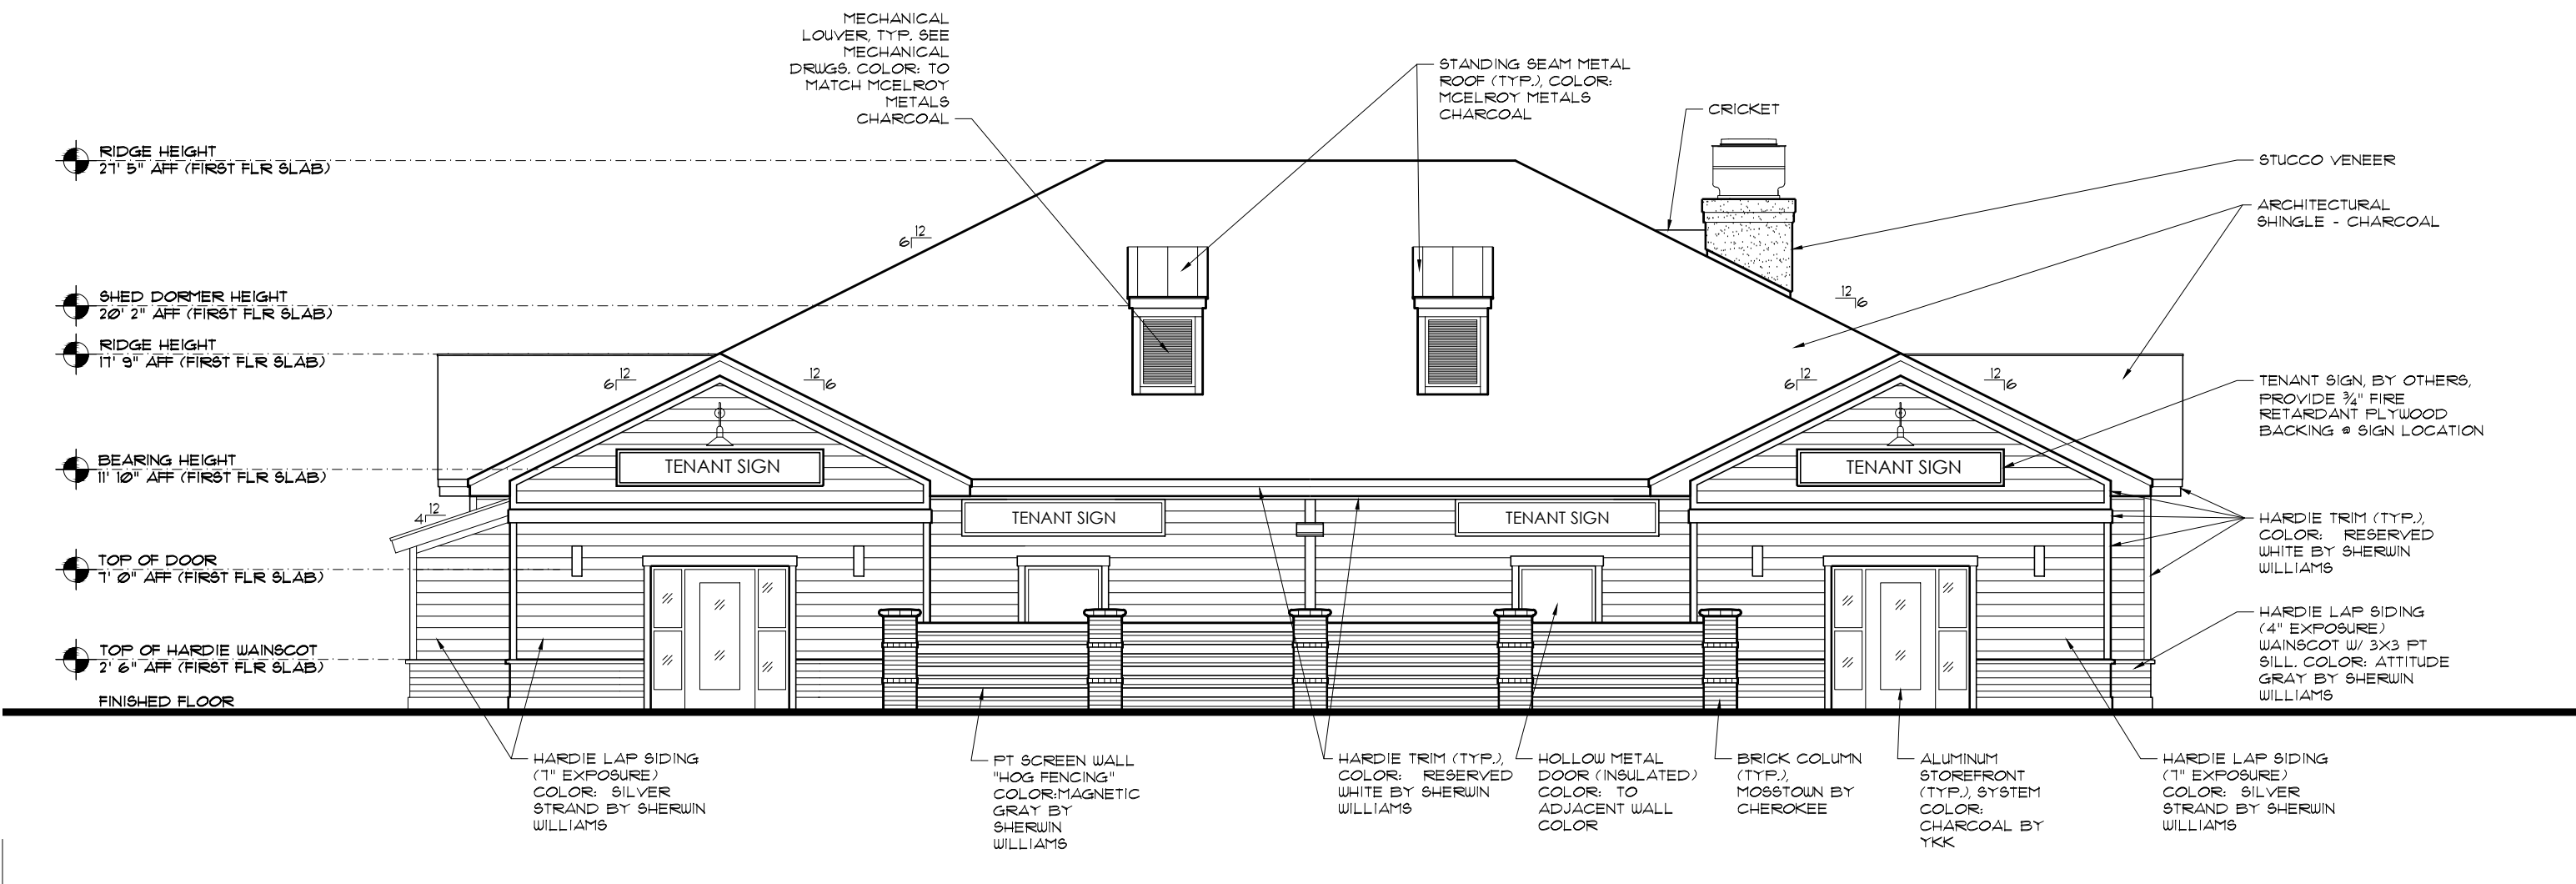 MECHANICAL
LOUVER, TYP. SEE
MECHANICAL
DRWGS. COLOR: TO
MATCH MCELROY
METALS
CHARCOAL
STANDING SEAM METAL
ROOF (TYP.), COLOR:
MCELROY METALS
CHARCOAL
CRICKET
STUCCO VENEER
ARCHITECTURAL
SHINGLE - CHARCOAL
RIDGE HEIGHT
27' 5" AFF (FIRST FLR SLAB)
12
6
SHED DORMER HEIGHT
20' 2" AFF (FIRST FLR SLAB)
12
6
RIDGE HEIGHT
17' 9" AFF (FIRST FLR SLAB)
12
6
12
6
12
6
12
6
TENANT SIGN, BY OTHERS,
PROVIDE ¾" FIRE
RETARDANT PLYWOOD
BACKING @ SIGN LOCATION
BEARING HEIGHT
11' 10" AFF (FIRST FLR SLAB)
TENANT SIGN
TENANT SIGN
12
4
TENANT SIGN
TENANT SIGN
HARDIE TRIM (TYP.),
COLOR: RESERVED
WHITE BY SHERWIN
WILLIAMS
TOP OF DOOR
7' 0" AFF (FIRST FLR SLAB)
HARDIE LAP SIDING
(4" EXPOSURE)
WAINSCOT W/ 3X3 PT
SILL. COLOR: ATTITUDE
GRAY BY SHERWIN
WILLIAMS
TOP OF HARDIE WAINSCOT
2' 6" AFF (FIRST FLR SLAB)
FINISHED FLOOR
HARDIE LAP SIDING
(7" EXPOSURE)
COLOR: SILVER
STRAND BY SHERWIN
WILLIAMS
PT SCREEN WALL
"HOG FENCING"
COLOR:MAGNETIC
GRAY BY
SHERWIN
WILLIAMS
HARDIE TRIM (TYP.),
COLOR: RESERVED
WHITE BY SHERWIN
WILLIAMS
HOLLOW METAL
DOOR (INSULATED)
COLOR: TO
ADJACENT WALL
COLOR
BRICK COLUMN
(TYP.),
MOSSTOWN BY
CHEROKEE
ALUMINUM
STOREFRONT
(TYP.), SYSTEM
COLOR:
CHARCOAL BY
YKK
HARDIE LAP SIDING
(7" EXPOSURE)
COLOR: SILVER
STRAND BY SHERWIN
WILLIAMS